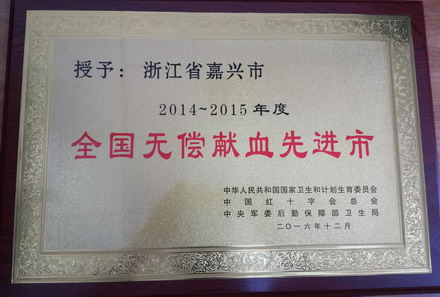 授予：浙江省嘉兴市
2014~2015年度
全国无偿献血先进市
中华人民共和国国家卫生和计划生育委员会
中国红十字会总会
中央军委后勤保障部卫生局
二〇一六年十二月